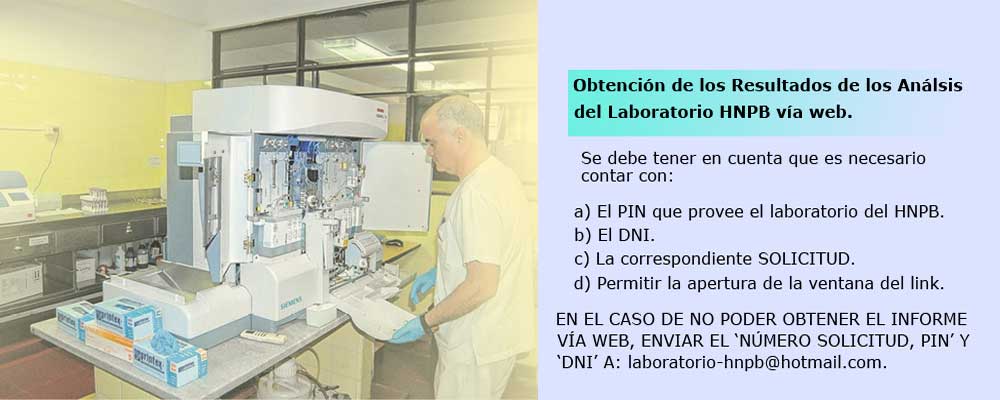 Obtención de los Resultados de los Análsis
del Laboratorio HNPB vía web.
Se debe tener en cuenta que es necesario
contar con:
a) El PIN que provee el laboratorio del HNPB.
b) El DNI.
c) La correspondiente SOLICITUD.
d) Permitir la apertura de la ventana del link.
EN EL CASO DE NO PODER OBTENER EL INFORME
VÍA WEB, ENVIAR EL ‘NÚMERO SOLICITUD, PIN’ Y
‘DNI’ A: laboratorio-hnpb@hotmail.com.
SIEMENS
printex
printex